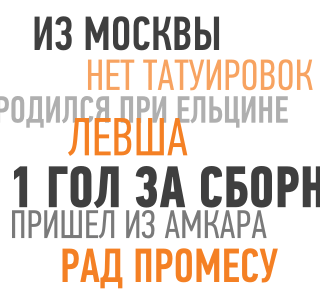 ИЗ МОСКВЫ
НЕТ ТАТУИРОВОК
РОДИЛСЯ ПРИ ЕЛЬЦИНЕ
ЛЕВША
1 ГОЛ ЗА СБОРН
ПРИШЕЛ ИЗ АМКАРА
РАД ПРОМЕСУ